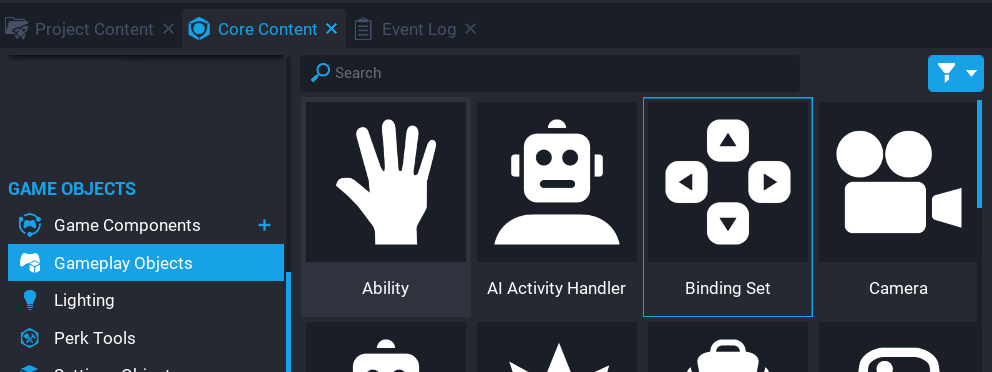 Project Content
Core Content
Event Log
Search
GAME OBJECTS
Game Components
Gameplay Objects
Lighting
Perk Tools
Ability
AI Activity Handler
Binding Set
Camera